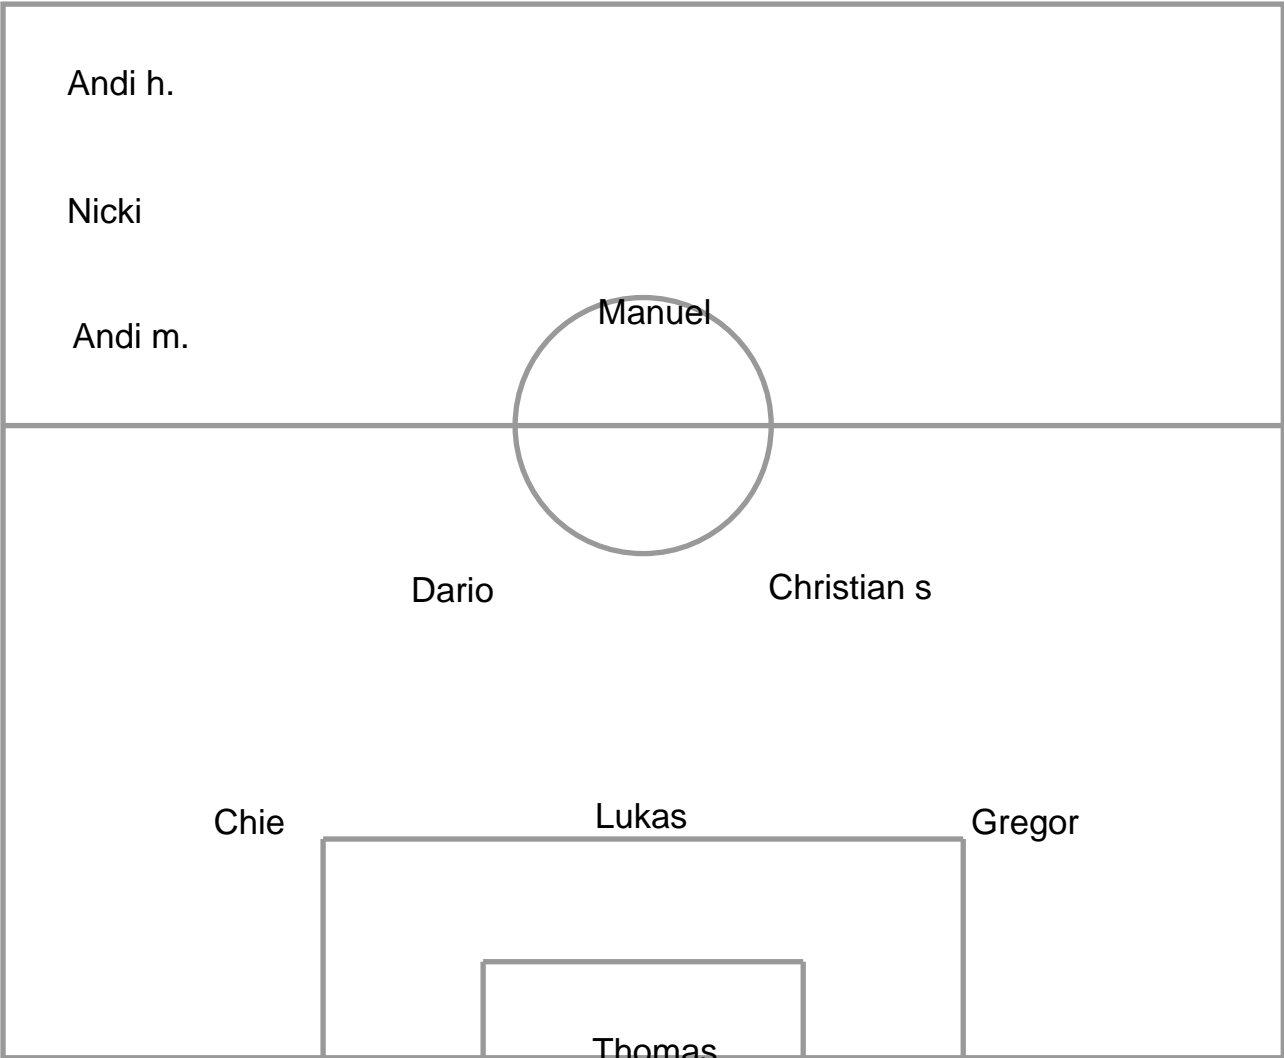 Andi h.
Nicki
Manuel
Andi m.
Dario
Christian s
Chie
Lukas
Gregor
Thomas